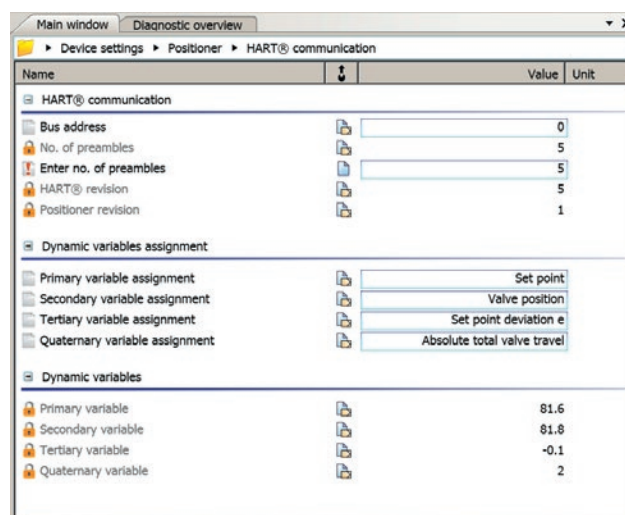 Main window Diagnostic overview
Device settings Positioner HART® communication
Name Value Unit
HART® communication
Bus address 0
No. of preambles 5
Enter no. of preambles 5
HART® revision 5
Positioner revision 1
Dynamic variables assignment
Primary variable assignment Set point
Secondary variable assignment Valve position
Tertiary variable assignment Set point deviation e
Quaternary variable assignment Absolute total valve travel
Dynamic variables
Primary variable 81.6
Secondary variable 81.8
Tertiary variable -0.1
Quaternary variable 2